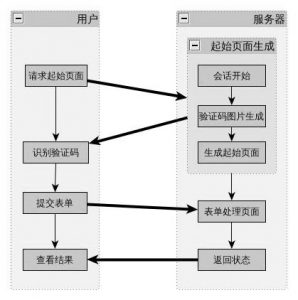 用户
服务器
起始页面生成
请求起始页面
会话开始
验证码图片生成
识别验证码
生成起始页面
提交表单
表单处理页面
查看结果
返回状态